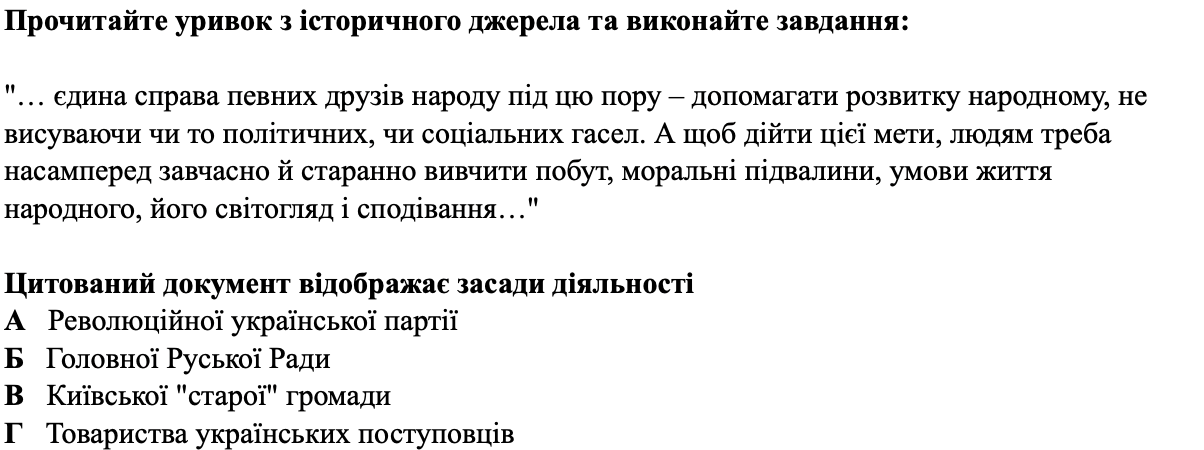 Прочитайте уривок з історичного джерела та виконайте завдання:
"… єдина справа певних друзів народу під цю пору – допомагати розвитку народному, не
висуваючи чи то політичних, чи соціальних гасел. А щоб дійти цієї мети, людям треба
насамперед завчасно й старанно вивчити побут, моральні підвалини, умови життя
народного, його світогляд і сподівання…"
Цитований документ відображає засади діяльності
А Революційної української партії
Б Головної Руської Ради
В Київської "старої" громади
Г Товариства українських поступовців